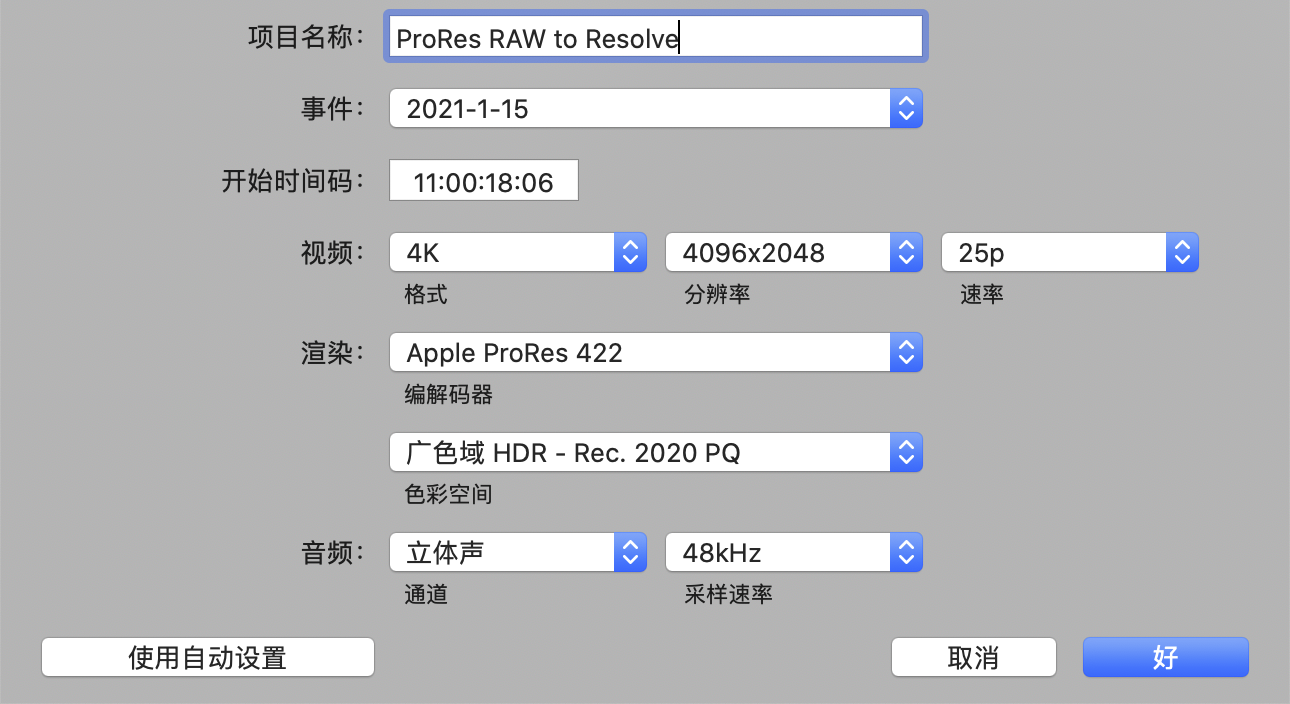 项目名称： ProRes RAW to Resolve
事件： 2021-1-15
开始时间码： 11:00:18:06
视频： 4K 4096x2048 25p
格式 分辨率 速率
渲染： Apple ProRes 422
编解码器
广色域 HDR - Rec. 2020 PQ
色彩空间
音频： 立体声 48kHz
通道 采样速率
使用自动设置 取消 好